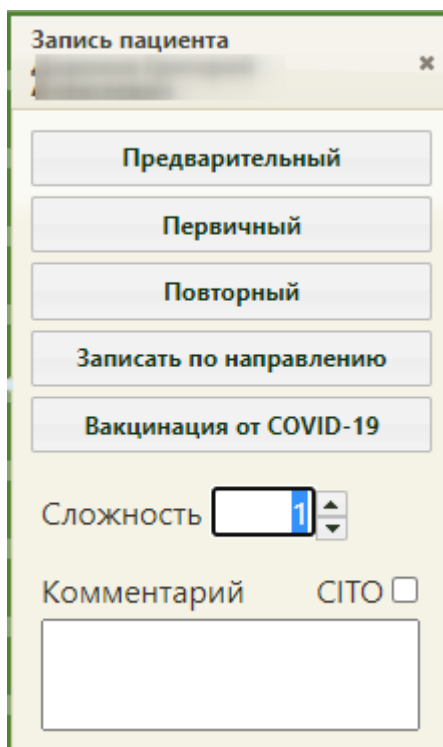 Запись пациента
Предварительный
Первичный
Повторный
Записать по направлению
Вакцинация от COVID-19
Сложность 1
Комментарий CITO